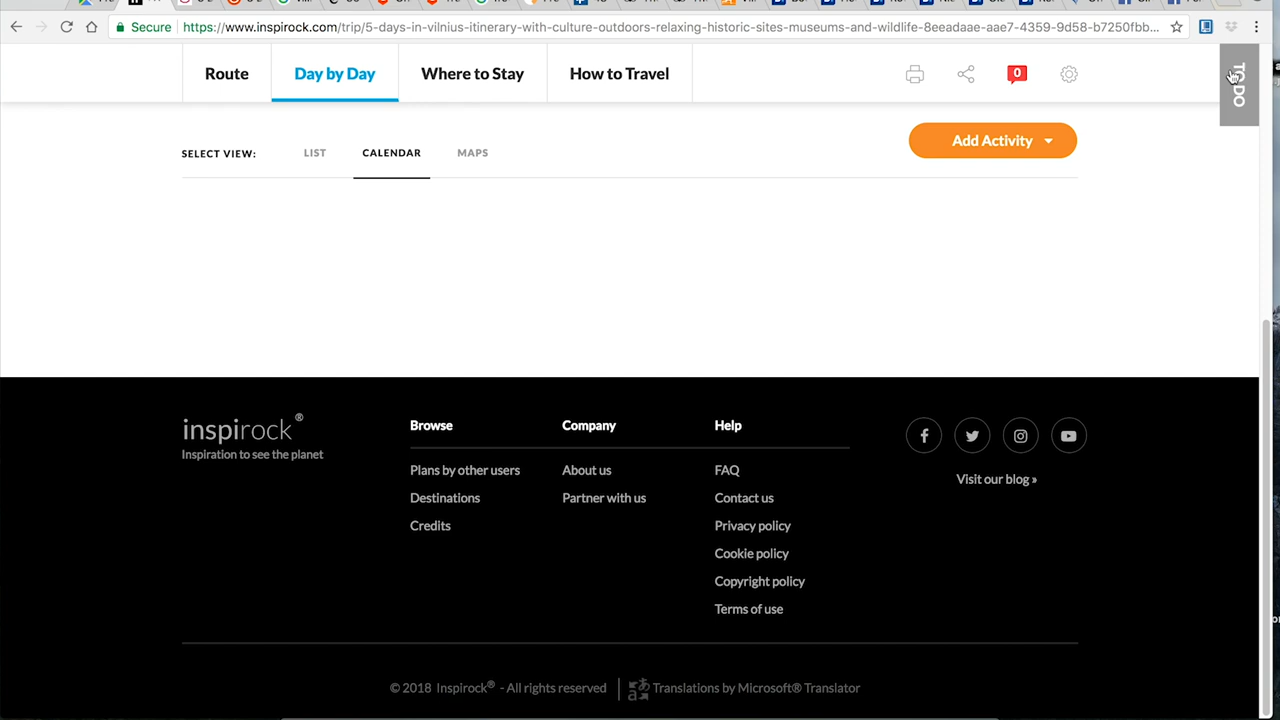 Secure
https://www.inspirock.com/trip/5-days-in-vilnius-itinerary-with-culture-outdoors-relaxing-historic-sites-museums-and-wildlife-8eeadaae-aae7-4359-9d58-b7250fbb...
Route Day by Day Where to Stay How to Travel 0
TO DO
SELECT VIEW: LIST CALENDAR MAPS
Add Activity
inspirock®
Inspiration to see the planet
Browse
Plans by other users
Destinations
Credits
Company
About us
Partner with us
Help
FAQ
Contact us
Privacy policy
Cookie policy
Copyright policy
Terms of use
Visit our blog »
© 2018 Inspirock® - All rights reserved
Translations by Microsoft® Translator